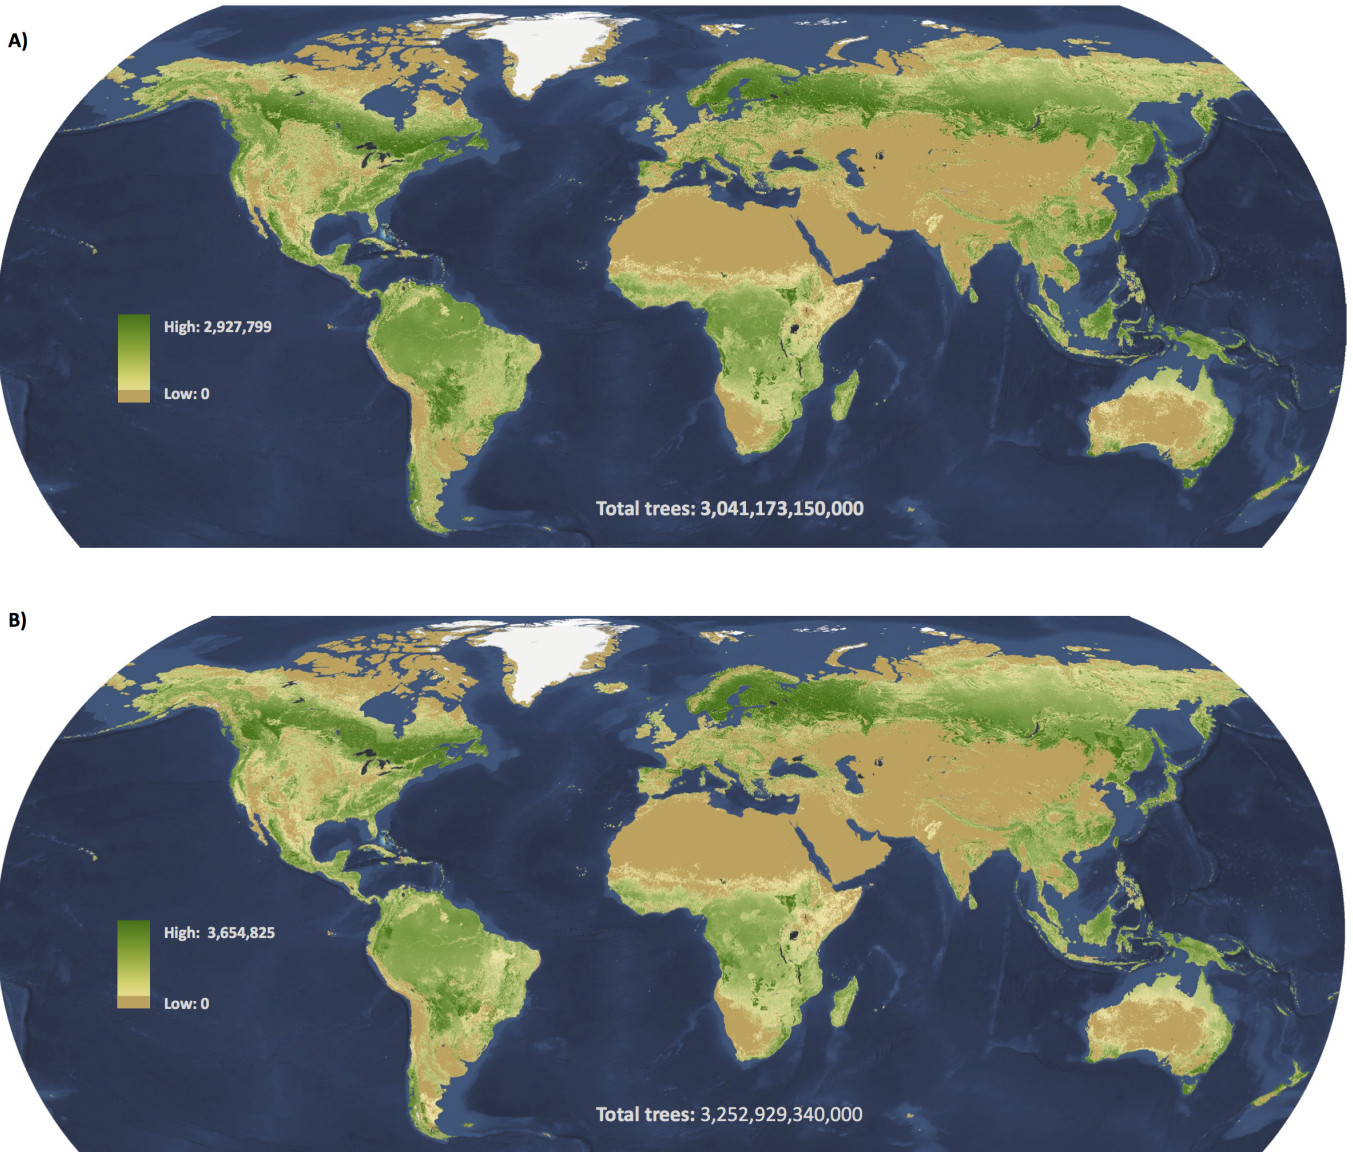 A)
High: 2,927,799
Low: 0
Total trees: 3,041,173,150,000
B)
High: 3,654,825
Low: 0
Total trees: 3,252,929,340,000